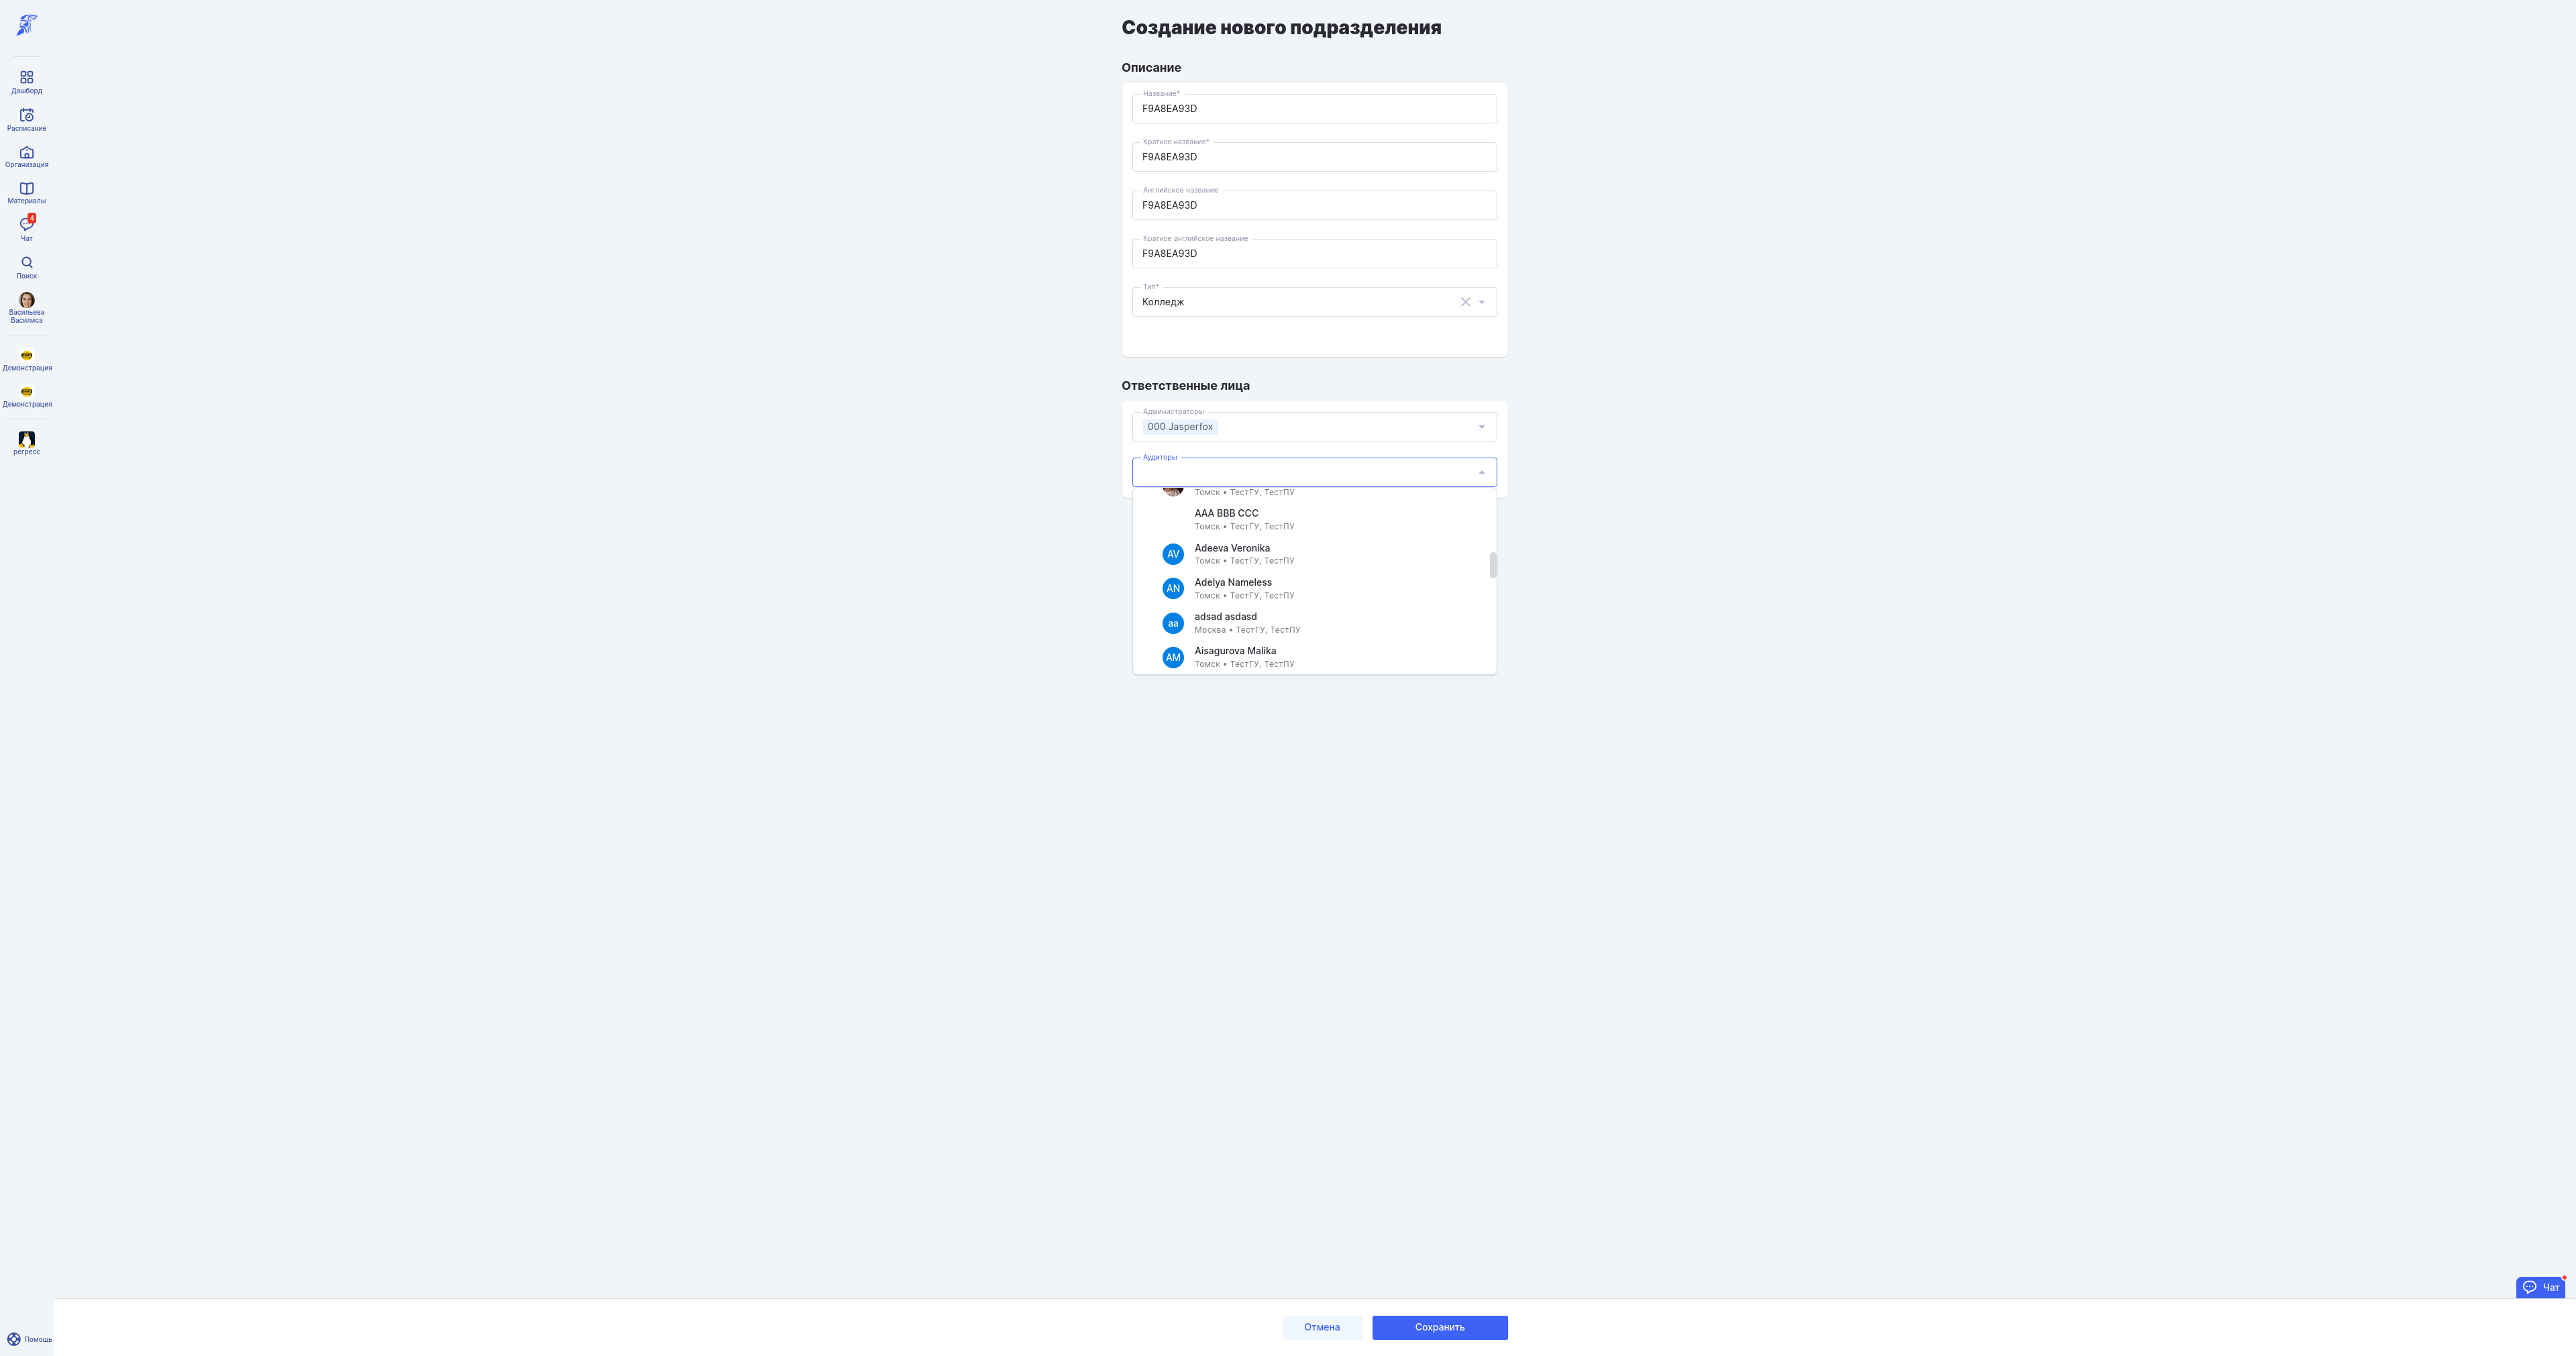 Дашборд
Расписание
Организация
Материалы
4
Чат
Поиск
Васильева
Василиса
Демонстрация
Демонстрация
регресс
Помощь
Создание нового подразделения
Описание
Название*
F9A8EA93D
Краткое название*
F9A8EA93D
Английское название
F9A8EA93D
Краткое английское название
F9A8EA93D
Тип*
Колледж
Ответственные лица
Администраторы
000 Jasperfox
Аудиторы
Томск • ТестГУ, ТестПУ
AAA BBB CCC
Томск • ТестГУ, ТестПУ
AV
Adeeva Veronika
Томск • ТестГУ, ТестПУ
AN
Adelya Nameless
Томск • ТестГУ, ТестПУ
aa
adsad asdasd
Москва • ТестГУ, ТестПУ
AM
Aisagurova Malika
Томск • ТестГУ, ТестПУ
Чат
Отмена
Сохранить